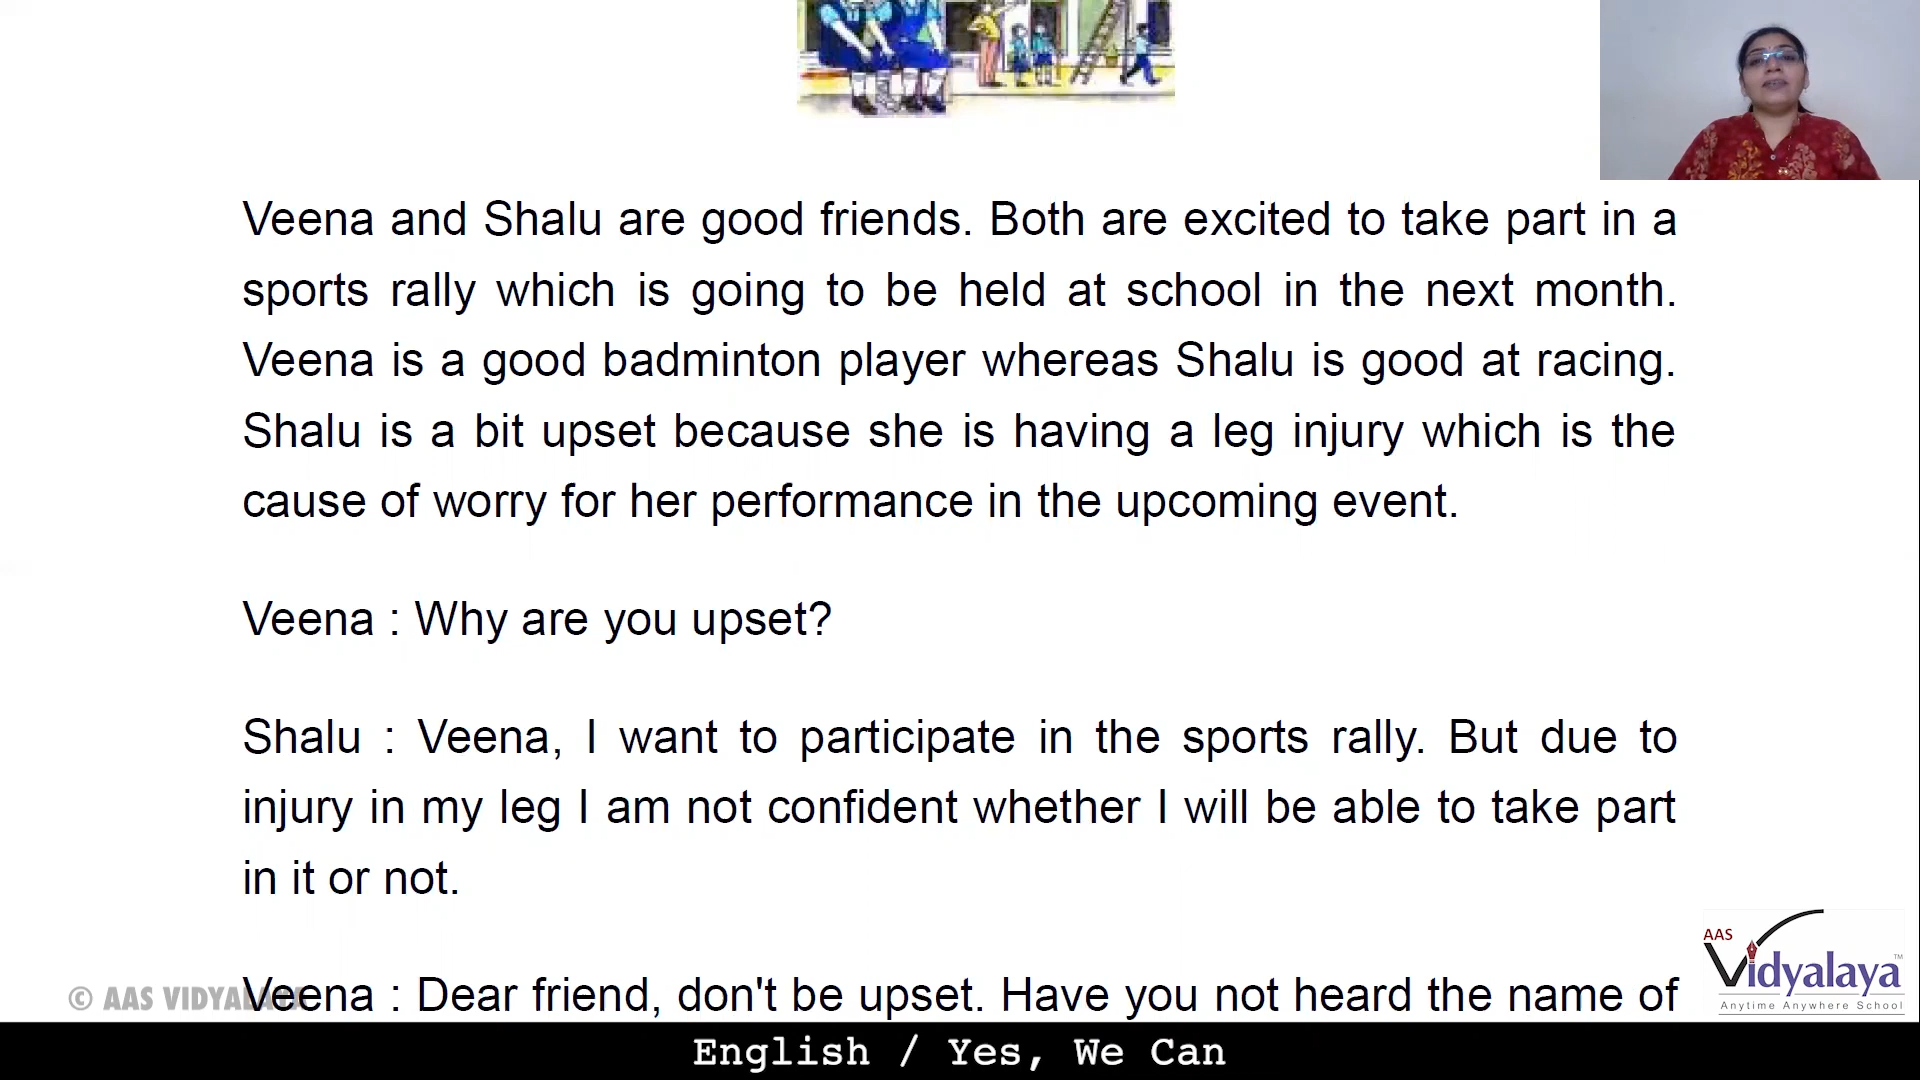 Veena and Shalu are good friends. Both are excited to take part in a
sports rally which is going to be held at school in the next month.
Veena is a good badminton player whereas Shalu is good at racing.
Shalu is a bit upset because she is having a leg injury which is the
cause of worry for her performance in the upcoming event.
Veena : Why are you upset?
Shalu : Veena, I want to participate in the sports rally. But due to
injury in my leg I am not confident whether I will be able to take part
in it or not.
Veena : Dear friend, don't be upset. Have you not heard the name of
© AAS VIDYALAYA
AAS
Vidyalaya™
Anytime Anywhere School
English / Yes, We Can